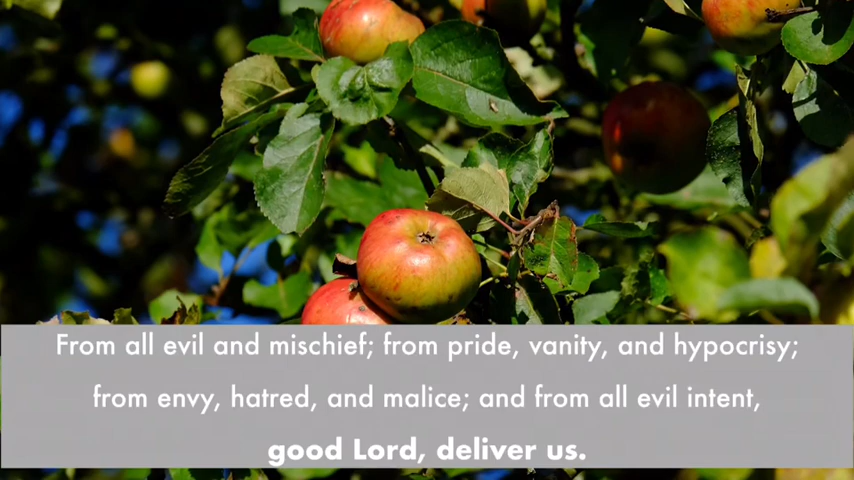 From all evil and mischief; from pride, vanity, and hypocrisy;
from envy, hatred, and malice; and from all evil intent,
good Lord, deliver us.